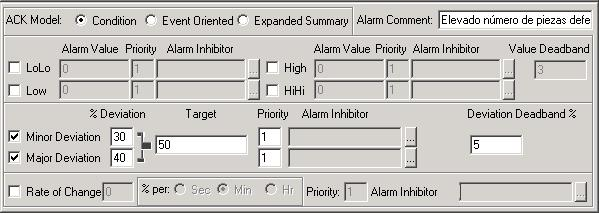 ACK Model: Condition Event Oriented Expanded Summary Alarm Comment: Elevado número de piezas defe
Alarm Value Priority Alarm Inhibitor Alarm Value Priority Alarm Inhibitor Value Deadband
LoLo 0 1 ... High 0 1 ... 3
Low 0 1 ... HiHi 0 1 ...
% Deviation Target Priority Alarm Inhibitor Deviation Deadband %
Minor Deviation 30 50 1 ... 5
Major Deviation 40 1 ...
Rate of Change 0 % per: Sec Min Hr Priority: 1 Alarm Inhibitor ...